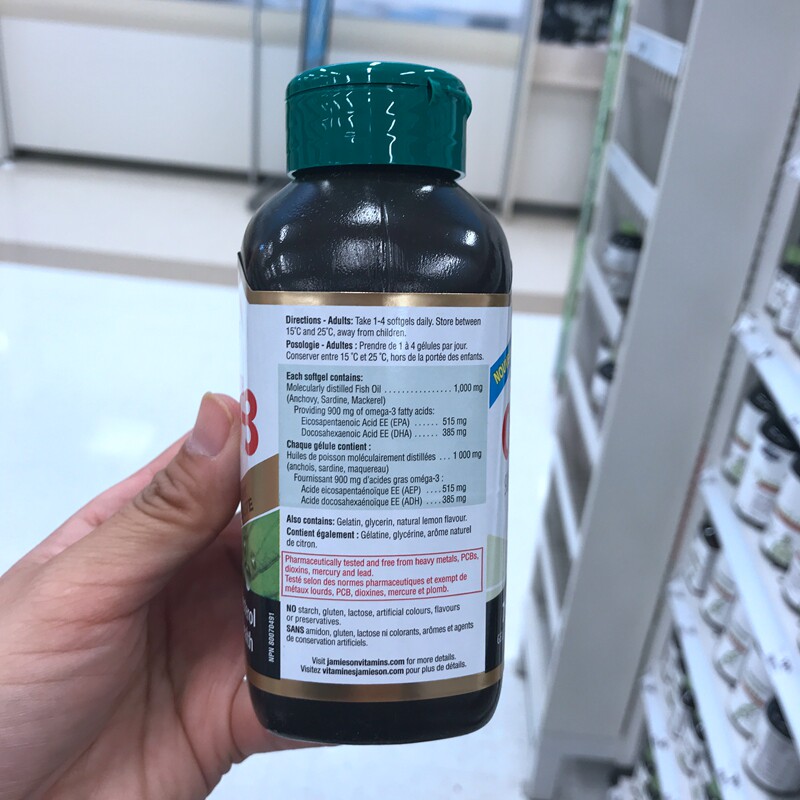 Directions - Adults: Take 1-4 softgels daily. Store between
15˚C and 25˚C, away from children.
Posologie - Adultes : Prendre de 1 à 4 gélules par jour.
Conserver entre 15 ˚C et 25 ˚C, hors de la portée des enfants.
Each softgel contains:
Molecularly distilled Fish Oil ................ 1,000 mg
(Anchovy, Sardine, Mackerel)
Providing 900 mg of omega-3 fatty acids:
Eicosapentaenoic Acid EE (EPA) ...... 515 mg
Docosahexaenoic Acid EE (DHA) ...... 385 mg
Chaque gélule contient :
Huiles de poisson moléculairement distillées ... 1 000 mg
(anchois, sardine, maquereau)
Fournissant 900 mg d'acides gras oméga-3 :
Acide eicosapentaénoïque EE (AEP) ....515 mg
Acide docosahexaénoïque EE (ADH) ....385 mg
Also contains: Gelatin, glycerin, natural lemon flavour.
Contient également : Gélatine, glycérine, arôme naturel
de citron.
Pharmaceutically tested and free from heavy metals, PCBs,
dioxins, mercury and lead.
Testé selon des normes pharmaceutiques et exempt de
métaux lourds, PCB, dioxines, mercure et plomb.
NO starch, gluten, lactose, artificial colours, flavours
or preservatives.
SANS amidon, gluten, lactose ni colorants, arômes et agents
de conservation artificiels.
Visit jamiesonvitamins.com for more details.
Visitez vitaminesjamieson.com pour plus de détails.
NPN 80070491